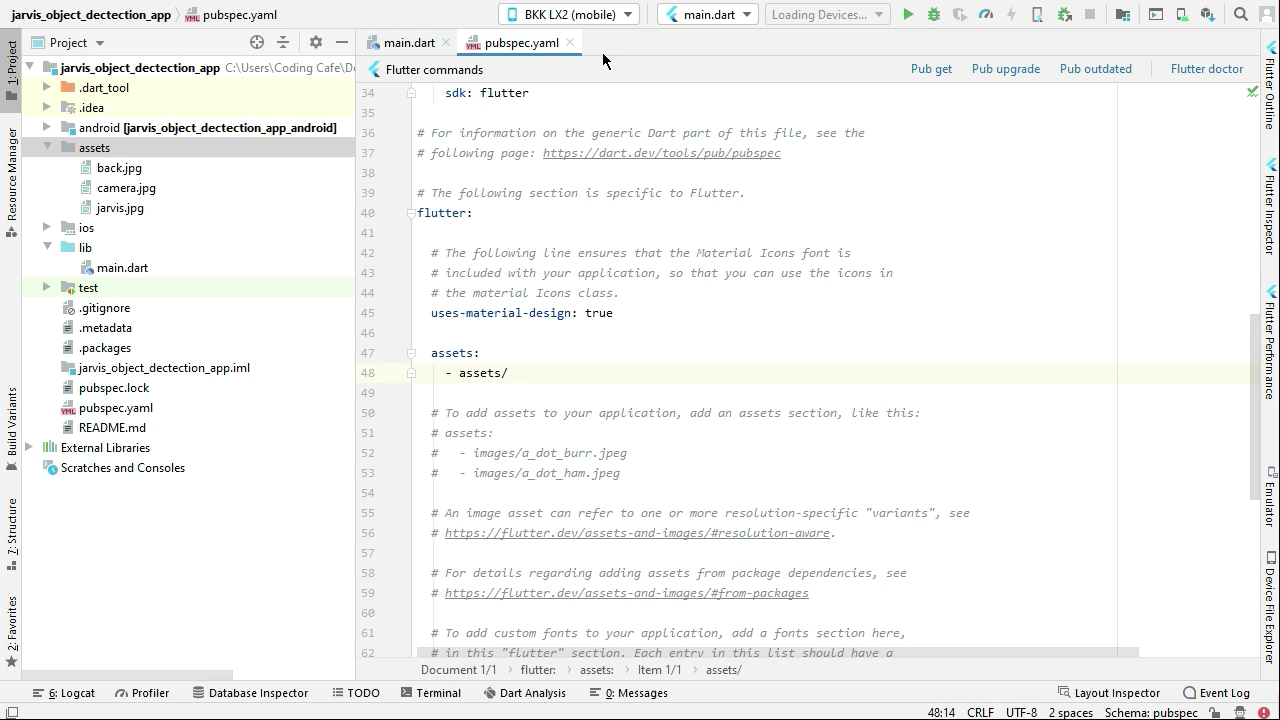 jarvis_object_dectection_app
pubspec.yaml
BKK LX2 (mobile)
main.dart
Loading Devices...
Project
main.dart
pubspec.yaml
jarvis_object_dectection_app C:\Users\Coding Cafe\De
.dart_tool
.idea
android [jarvis_object_dectection_app_android]
assets
back.jpg
camera.jpg
jarvis.jpg
ios
lib
main.dart
test
.gitignore
.metadata
.packages
jarvis_object_dectection_app.iml
pubspec.lock
pubspec.yaml
README.md
External Libraries
Scratches and Consoles
1: Project
Resource Manager
Build Variants
7: Structure
2: Favorites
Flutter commands
Pub get
Pub upgrade
Pub outdated
Flutter doctor
34 sdk: flutter
35
36 # For information on the generic Dart part of this file, see the
37 # following page: https://dart.dev/tools/pub/pubspec
38
39 # The following section is specific to Flutter.
40 flutter:
41
42 # The following line ensures that the Material Icons font is
43 # included with your application, so that you can use the icons in
44 # the material Icons class.
45 uses-material-design: true
46
47 assets:
48 - assets/
49
50 # To add assets to your application, add an assets section, like this:
51 # assets:
52 #   - images/a_dot_burr.jpeg
53 #   - images/a_dot_ham.jpeg
54
55 # An image asset can refer to one or more resolution-specific "variants", see
56 # https://flutter.dev/assets-and-images/#resolution-aware.
57
58 # For details regarding adding assets from package dependencies, see
59 # https://flutter.dev/assets-and-images/#from-packages
60
61 # To add custom fonts to your application, add a fonts section here,
62 # in this "flutter" section. Each entry in this list should have a
Document 1/1 › flutter: › assets: › Item 1/1 › assets/
Flutter Outline
Flutter Inspector
Flutter Performance
Emulator
Device File Explorer
6: Logcat
Profiler
Database Inspector
TODO
Terminal
Dart Analysis
0: Messages
Layout Inspector
Event Log
48:14 CRLF UTF-8 2 spaces Schema: pubspec